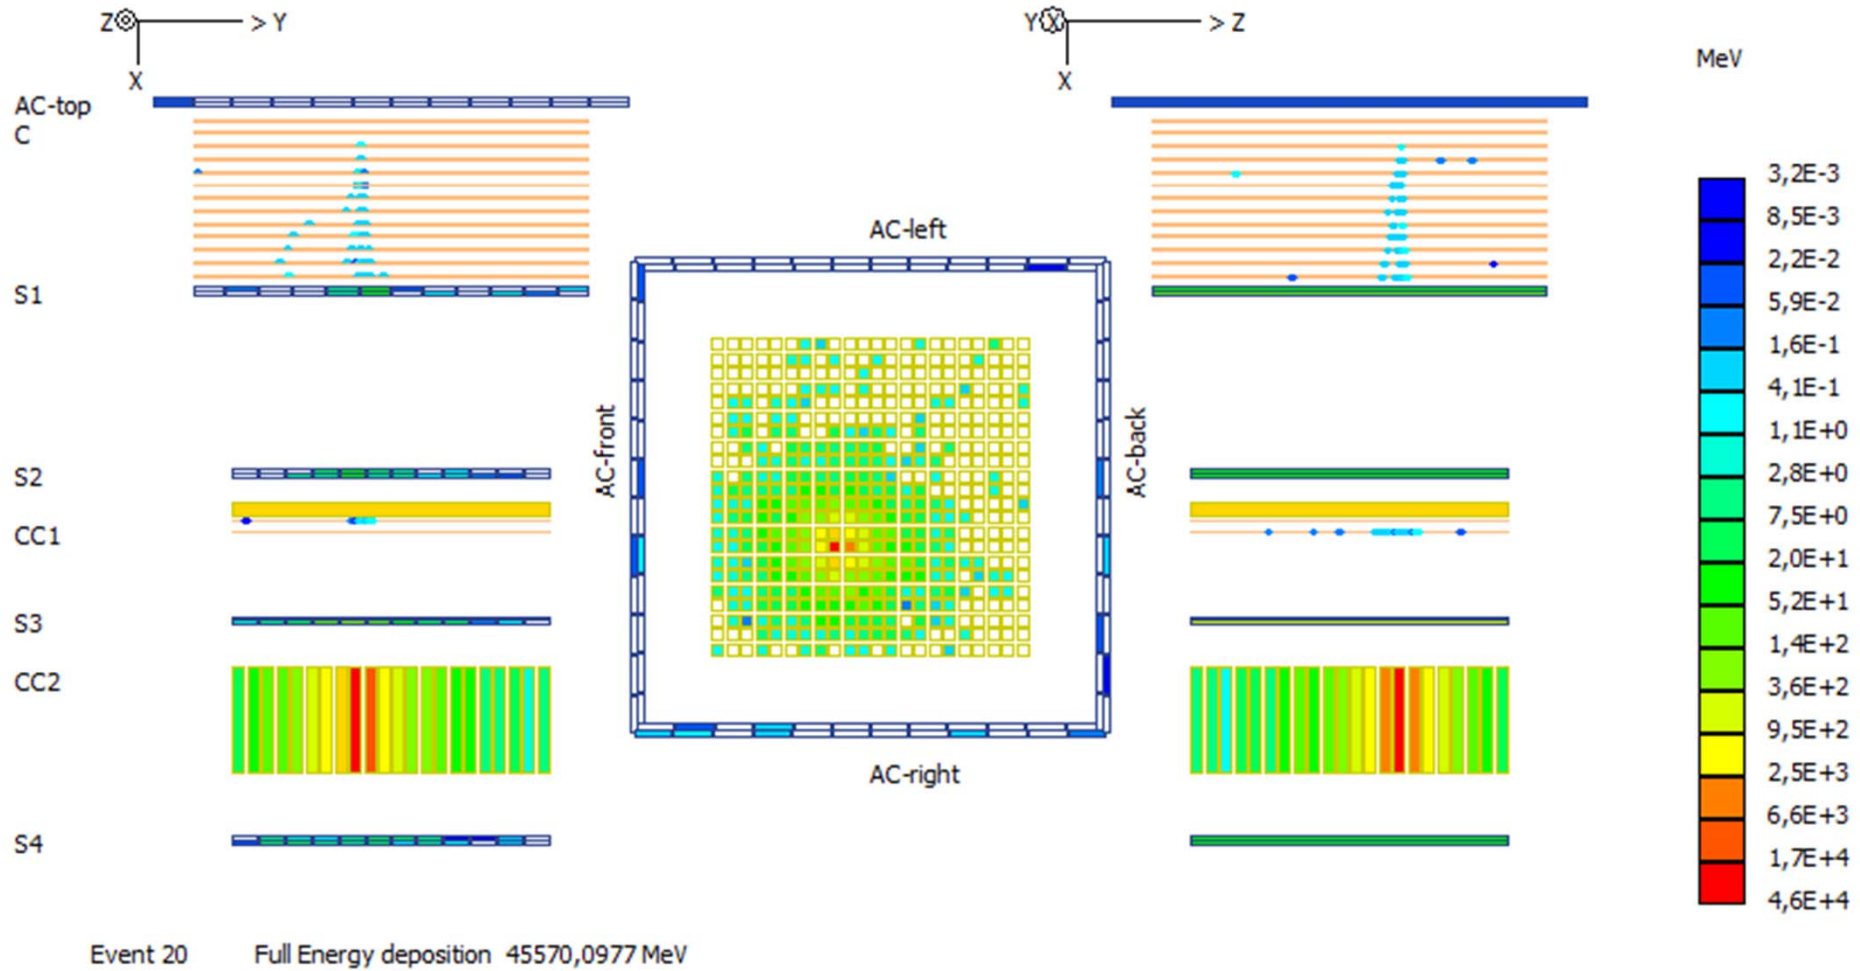 Z > Y
X
Y X > Z
X
MeV
AC-top
C
S1
S2
CC1
S3
CC2
S4
AC-left
AC-front
AC-back
AC-right
3,2E-3
8,5E-3
2,2E-2
5,9E-2
1,6E-1
4,1E-1
1,1E+0
2,8E+0
7,5E+0
2,0E+1
5,2E+1
1,4E+2
3,6E+2
9,5E+2
2,5E+3
6,6E+3
1,7E+4
4,6E+4
Event 20 Full Energy deposition 45570,0977 MeV